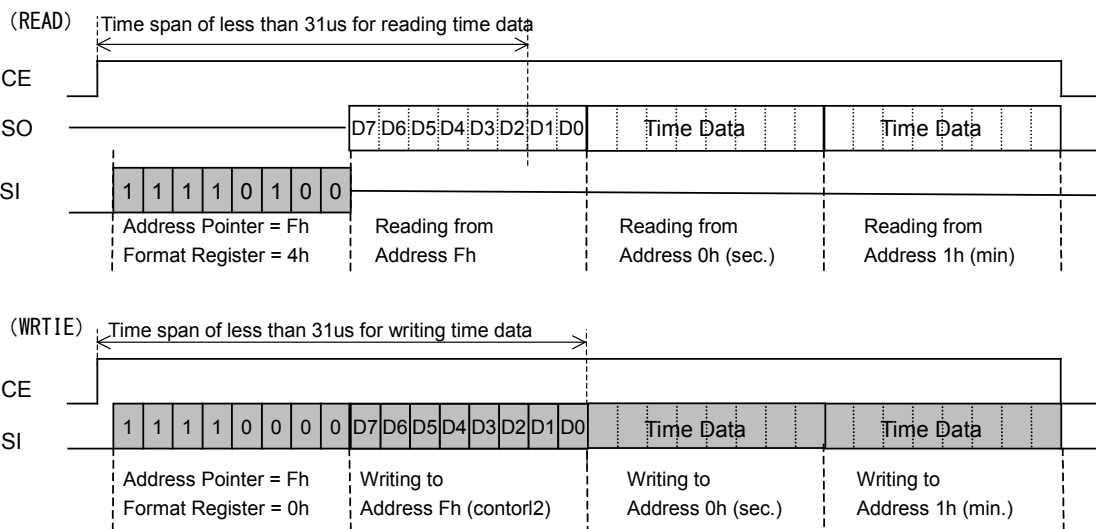 (READ)
Time span of less than 31us for reading time data
CE
SO
D7 D6 D5 D4 D3 D2 D1 D0 Time Data Time Data
SI
1 1 1 1 0 1 0 0
Address Pointer = Fh Reading from Reading from Reading from
Format Register = 4h Address Fh Address 0h (sec.) Address 1h (min)
(WRTIE)
Time span of less than 31us for writing time data
CE
SI
1 1 1 1 0 0 0 0 D7 D6 D5 D4 D3 D2 D1 D0 Time Data Time Data
Address Pointer = Fh Writing to Writing to Writing to
Format Register = 0h Address Fh (contorl2) Address 0h (sec.) Address 1h (min.)